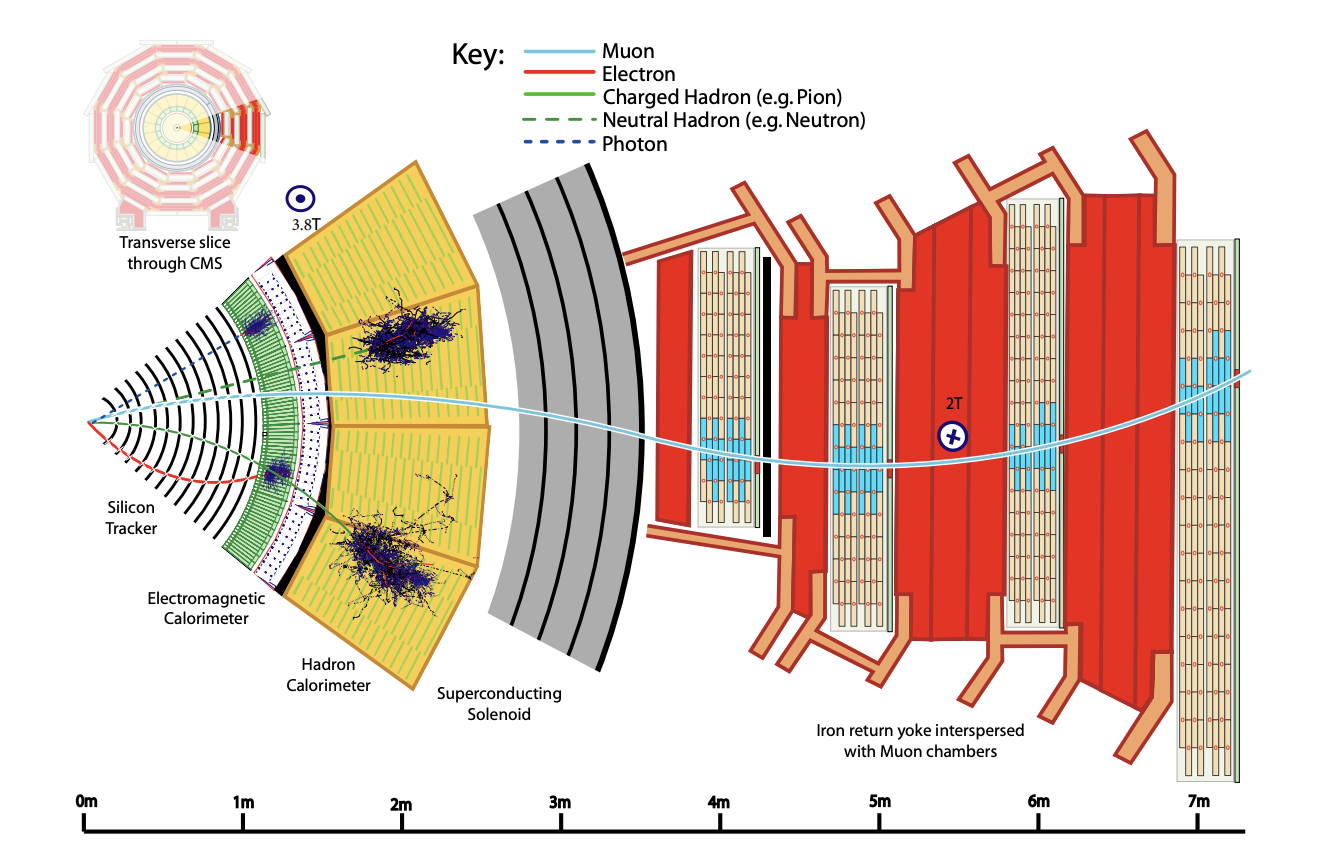 Key:
Muon
Electron
Charged Hadron (e.g. Pion)
Neutral Hadron (e.g. Neutron)
Photon
3.8T
Transverse slice
through CMS
2T
Silicon
Tracker
Electromagnetic
Calorimeter
Hadron
Calorimeter
Superconducting
Solenoid
Iron return yoke interspersed
with Muon chambers
0m 1m 2m 3m 4m 5m 6m 7m